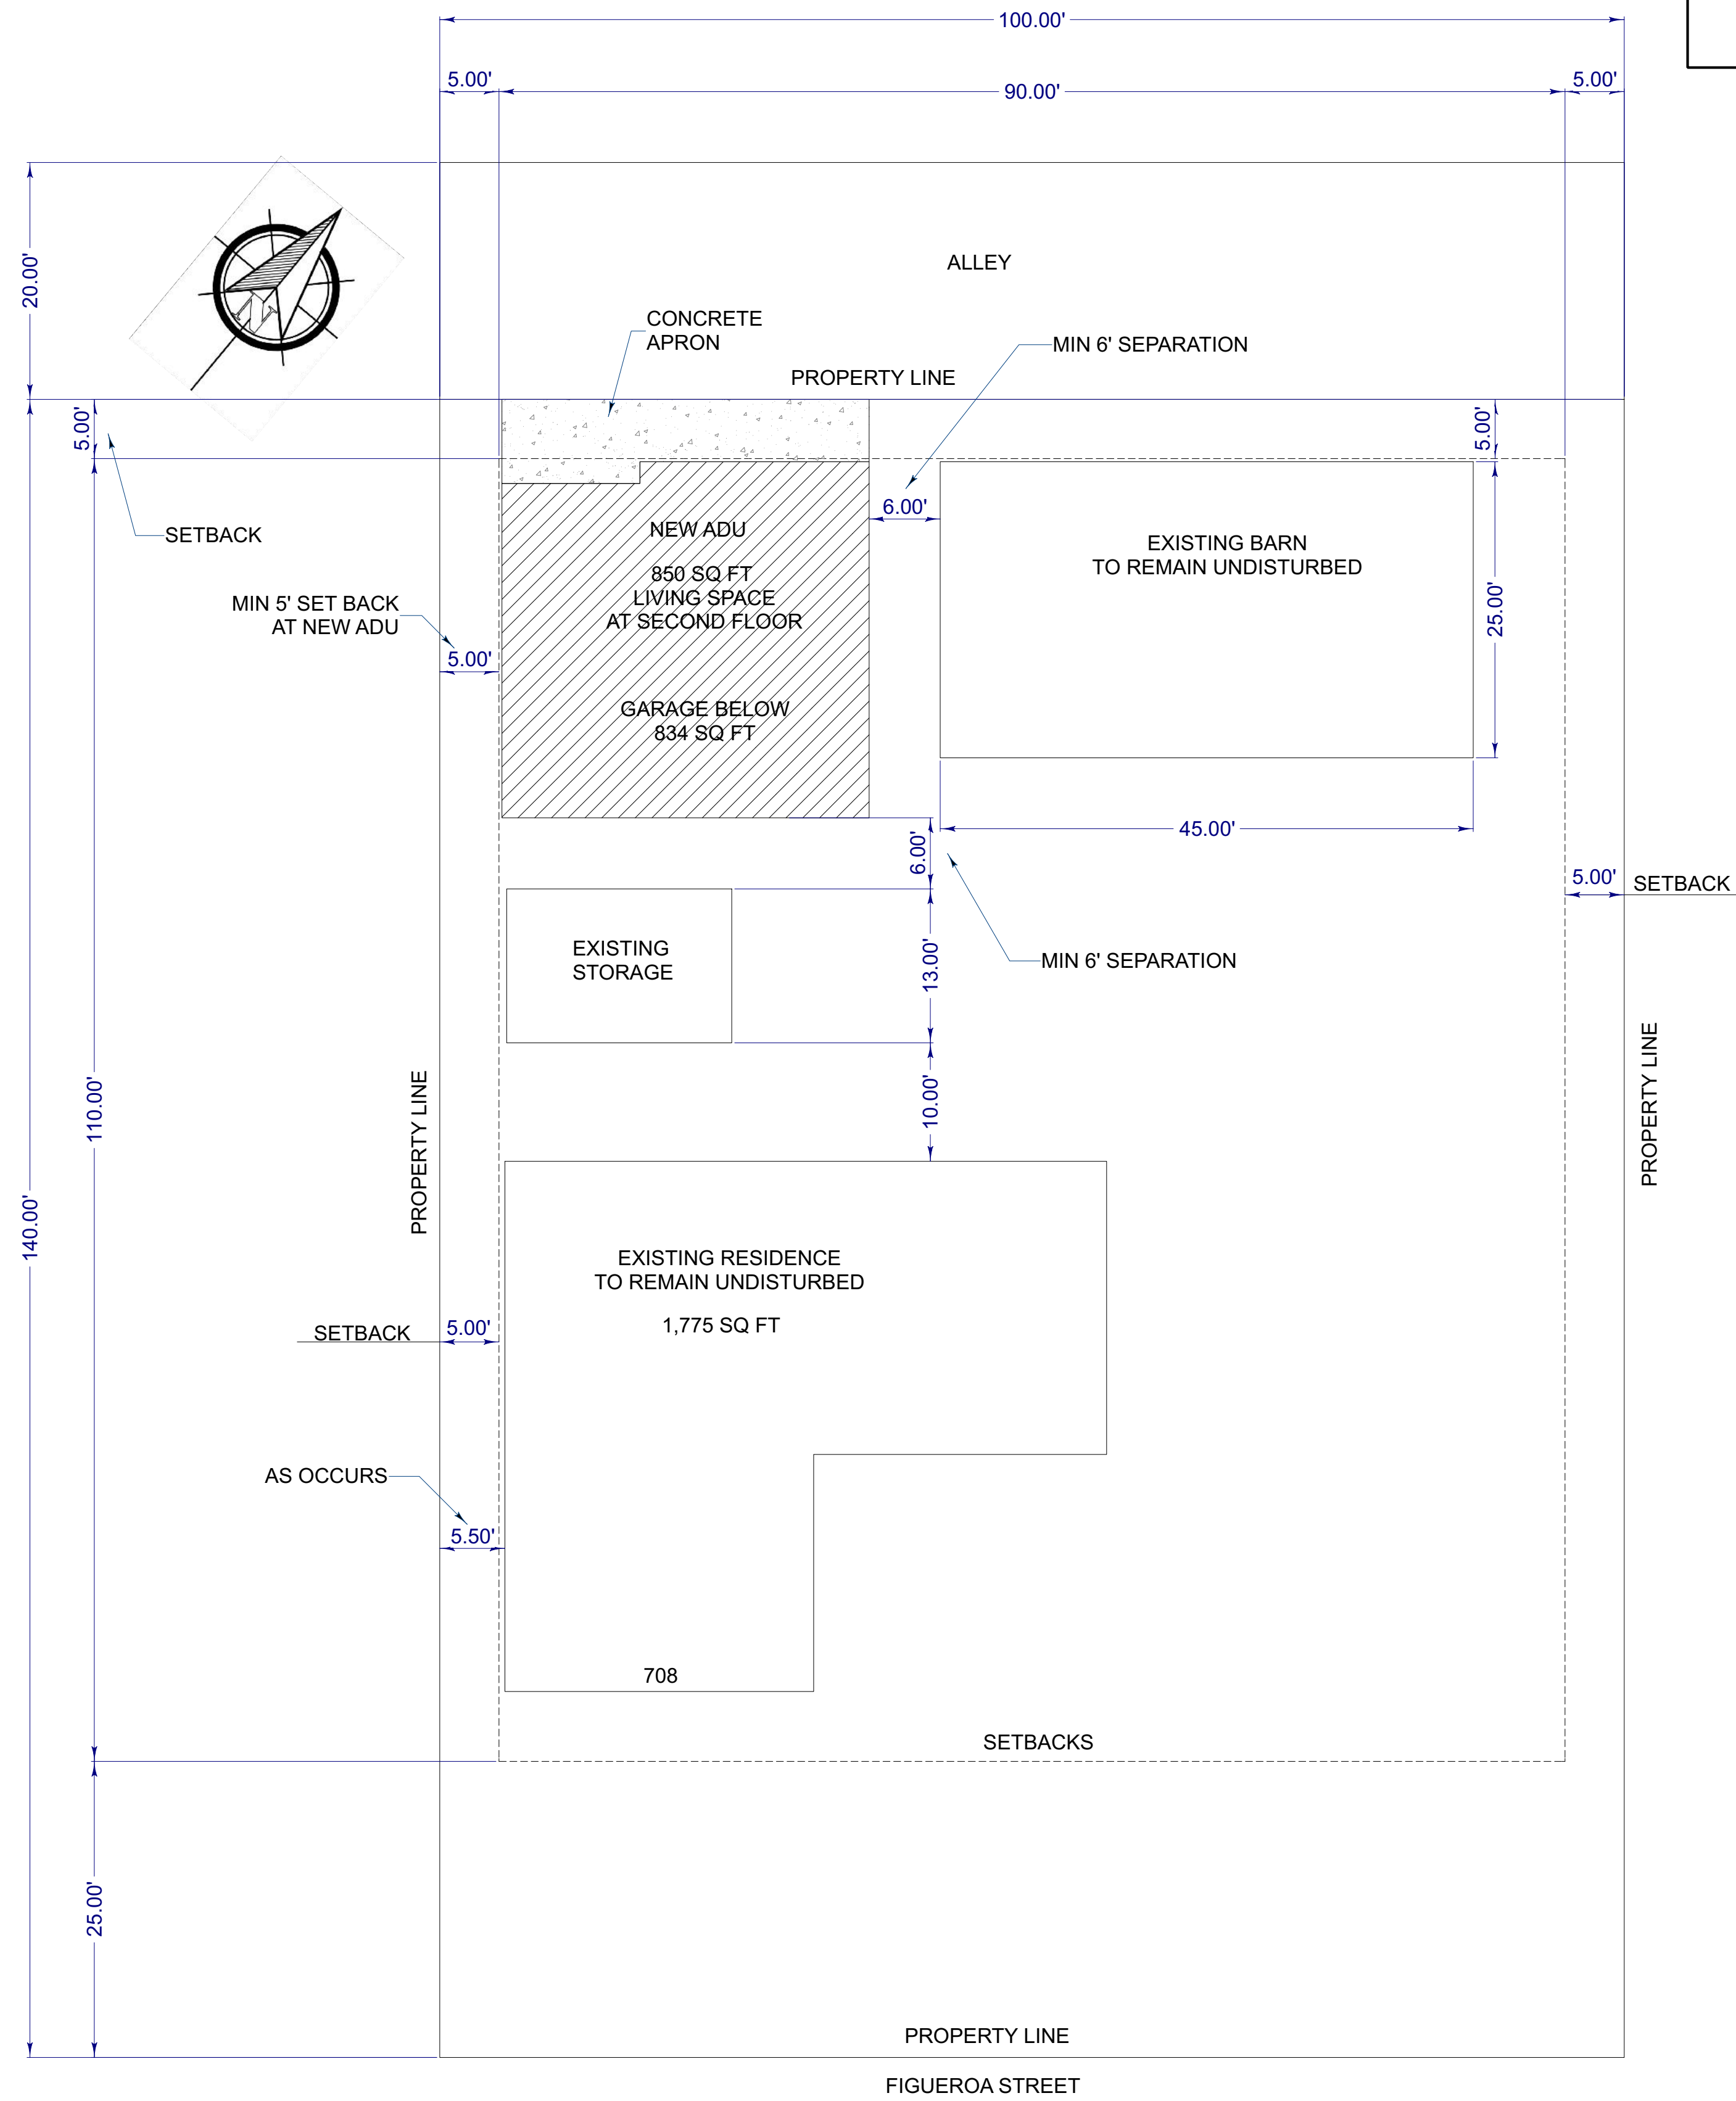 100.00'
5.00'
90.00'
5.00'
20.00'
ALLEY
CONCRETE
APRON
MIN 6' SEPARATION
PROPERTY LINE
N
5.00'
5.00'
SETBACK
6.00'
NEW ADU
850 SQ FT
LIVING SPACE
AT SECOND FLOOR
EXISTING BARN
TO REMAIN UNDISTURBED
25.00'
MIN 5' SET BACK
AT NEW ADU
5.00'
GARAGE BELOW
834 SQ FT
45.00'
6.00'
5.00'
SETBACK
EXISTING
STORAGE
13.00'
MIN 6' SEPARATION
10.00'
PROPERTY LINE
PROPERTY LINE
110.00'
140.00'
EXISTING RESIDENCE
TO REMAIN UNDISTURBED
1,775 SQ FT
SETBACK
5.00'
AS OCCURS
5.50'
708
SETBACKS
25.00'
PROPERTY LINE
FIGUEROA STREET